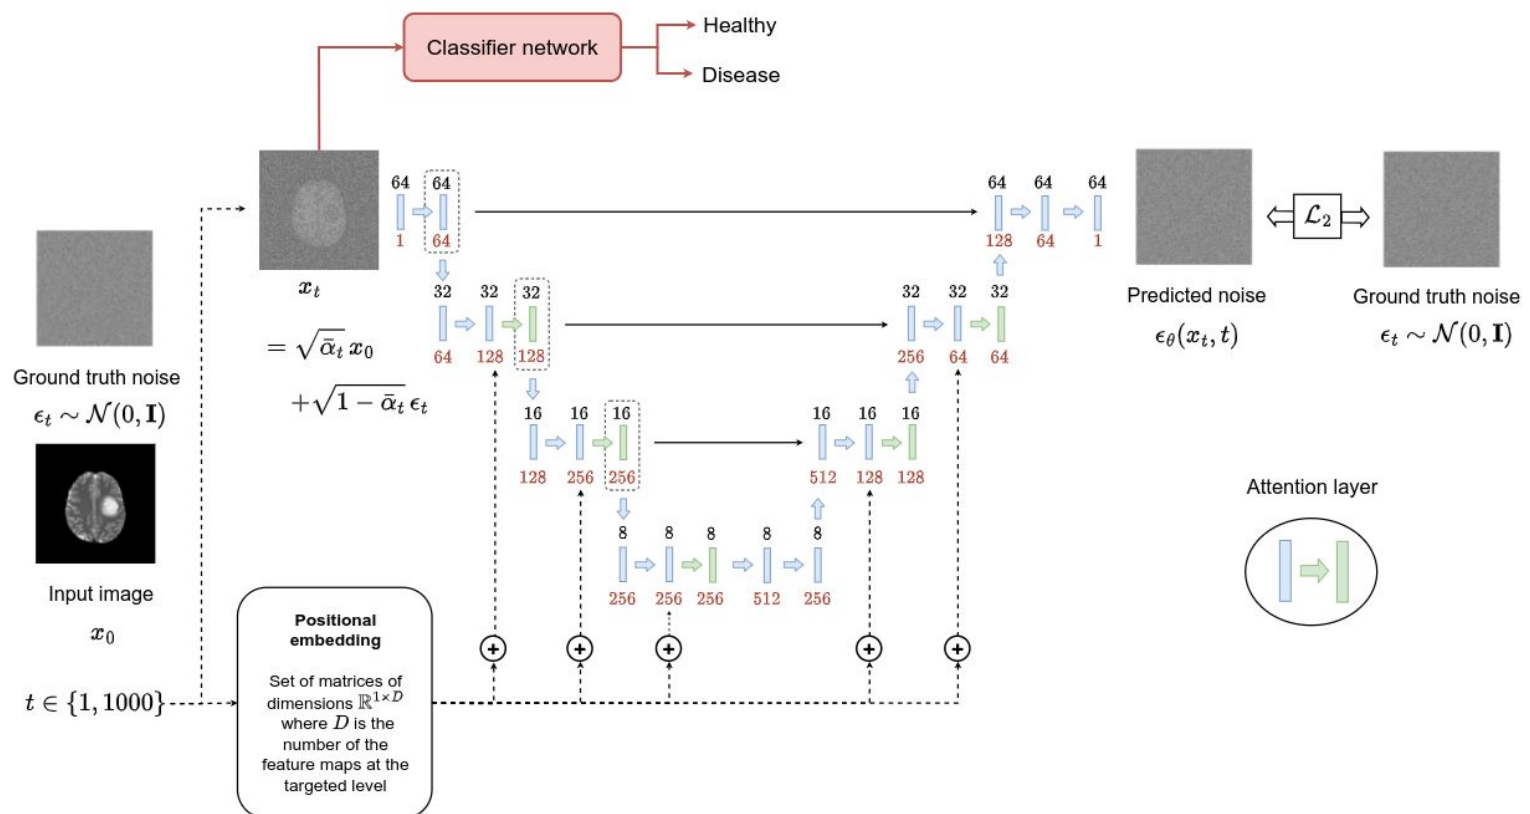 Classifier network
Healthy
Disease
64 64 64 64 64
1 64 128 64 1
x_t
= √ᾱ_t x_0
+√1 − ᾱ_t ϵ_t
32 32 32 32 32 32
64 128 128 256 64 64
16 16 16 16 16 16
128 256 256 512 128 128
8 8 8 8 8
256 256 256 512 256
Ground truth noise
ϵ_t ∼ 𝒩(0, I)
Input image
x_0
t ∈ {1, 1000}
Positional
embedding
Set of matrices of
dimensions ℝ^{1×D}
where D is the
number of the
feature maps at the
targeted level
+ + + + +
ℒ_2
Predicted noise
ϵ_θ(x_t, t)
Ground truth noise
ϵ_t ∼ 𝒩(0, I)
Attention layer